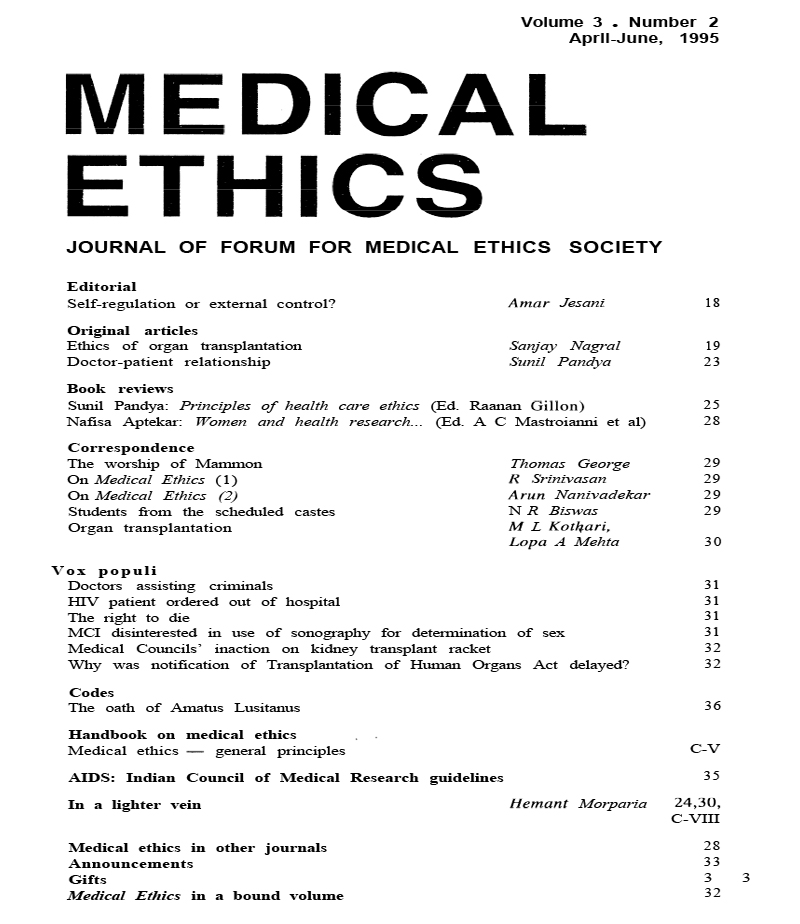 Volume 3 . Number 2
April-June, 1995
MEDICAL
ETHICS
JOURNAL OF FORUM FOR MEDICAL ETHICS SOCIETY
Editorial
Self-regulation or external control? Amar Jesani 18
Original articles
Ethics of organ transplantation Sanjay Nagral 19
Doctor-patient relationship Sunil Pandya 23
Book reviews
Sunil Pandya: Principles of health care ethics (Ed. Raanan Gillon) 25
Nafisa Aptekar: Women and health research... (Ed. A C Mastroianni et al) 28
Correspondence
The worship of Mammon Thomas George 29
On Medical Ethics (1) R Srinivasan 29
On Medical Ethics (2) Arun Nanivadekar 29
Students from the scheduled castes N R Biswas 29
Organ transplantation M L Kothari,
Lopa A Mehta 30
Vox populi
Doctors assisting criminals 31
HIV patient ordered out of hospital 31
The right to die 31
MCI disinterested in use of sonography for determination of sex 31
Medical Councils' inaction on kidney transplant racket 32
Why was notification of Transplantation of Human Organs Act delayed? 32
Codes
The oath of Amatus Lusitanus 36
Handbook on medical ethics
Medical ethics — general principles C-V
AIDS: Indian Council of Medical Research guidelines 35
In a lighter vein Hemant Morparia 24,30,
C-VIII
Medical ethics in other journals 28
Announcements 33
Gifts 3 3
Medical Ethics in a bound volume 32